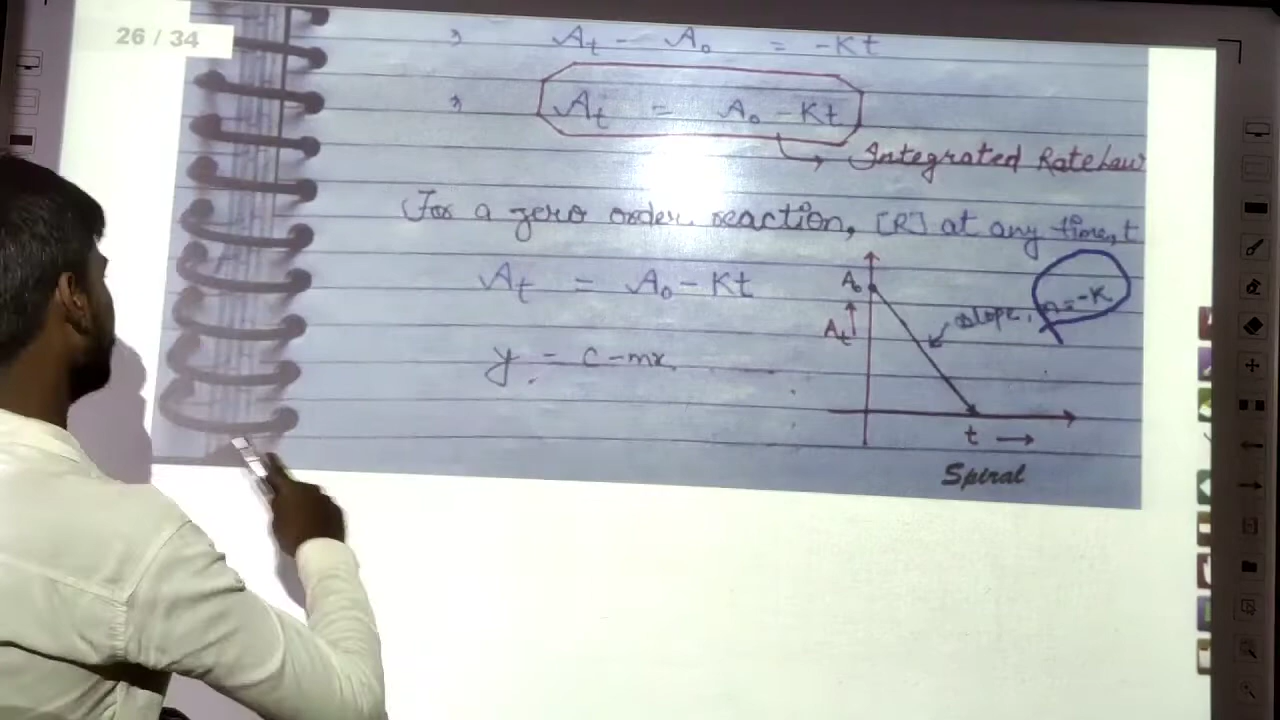 26 / 34
⇒ At - A₀ = -Kt
⇒ At = A₀ - Kt
→ Integrated Rate Law
For a zero order reaction, [R] at any time, t
At = A₀ - Kt
y = c - mx
A₀
At
slope, m = -K
t →
Spiral